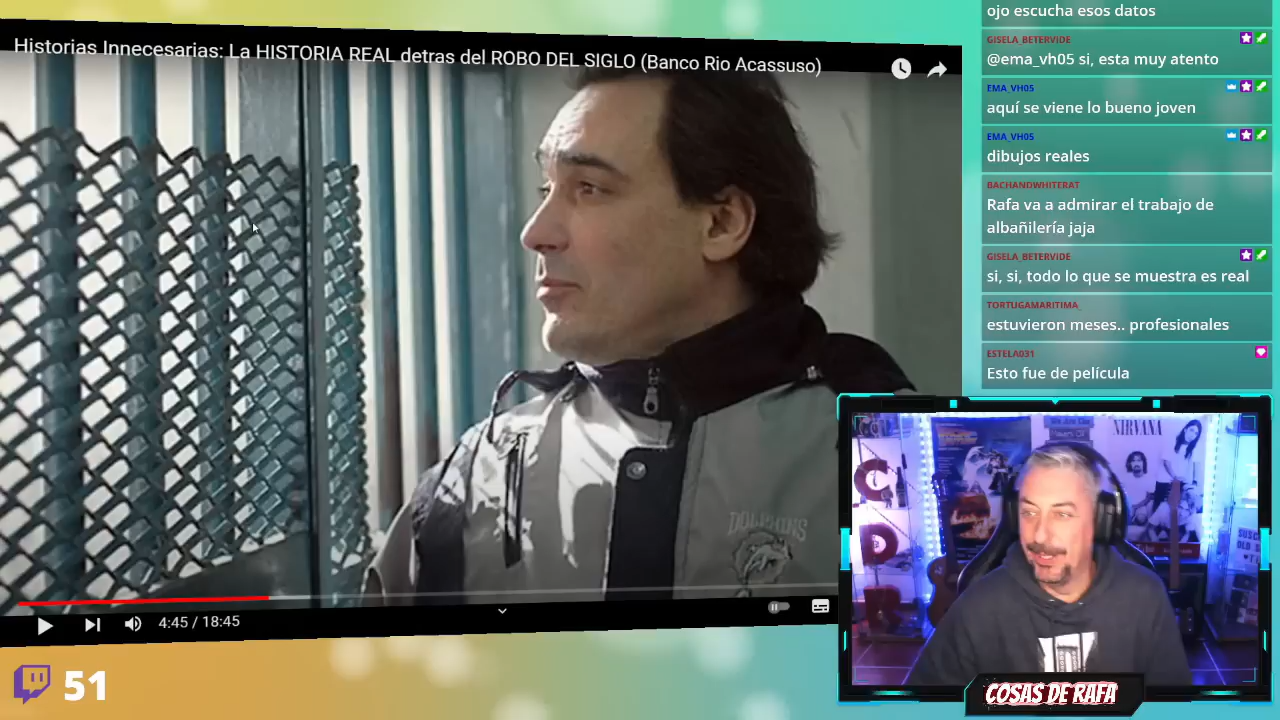 Historias Innecesarias: La HISTORIA REAL detras del ROBO DEL SIGLO (Banco Rio Acassuso)
DOLPHINS
4:45 / 18:45
51
ojo escucha esos datos
GISELA_BETERVIDE
@ema_vh05 si, esta muy atento
EMA_VH05
aquí se viene lo bueno joven
EMA_VH05
dibujos reales
BACHANDWHITERAT
Rafa va a admirar el trabajo de
albañilería jaja
GISELA_BETERVIDE
si, si, todo lo que se muestra es real
TORTUGAMARITIMA_
estuvieron meses.. profesionales
ESTELA031
Esto fue de película
NIRVANA
COSAS DE RAFA